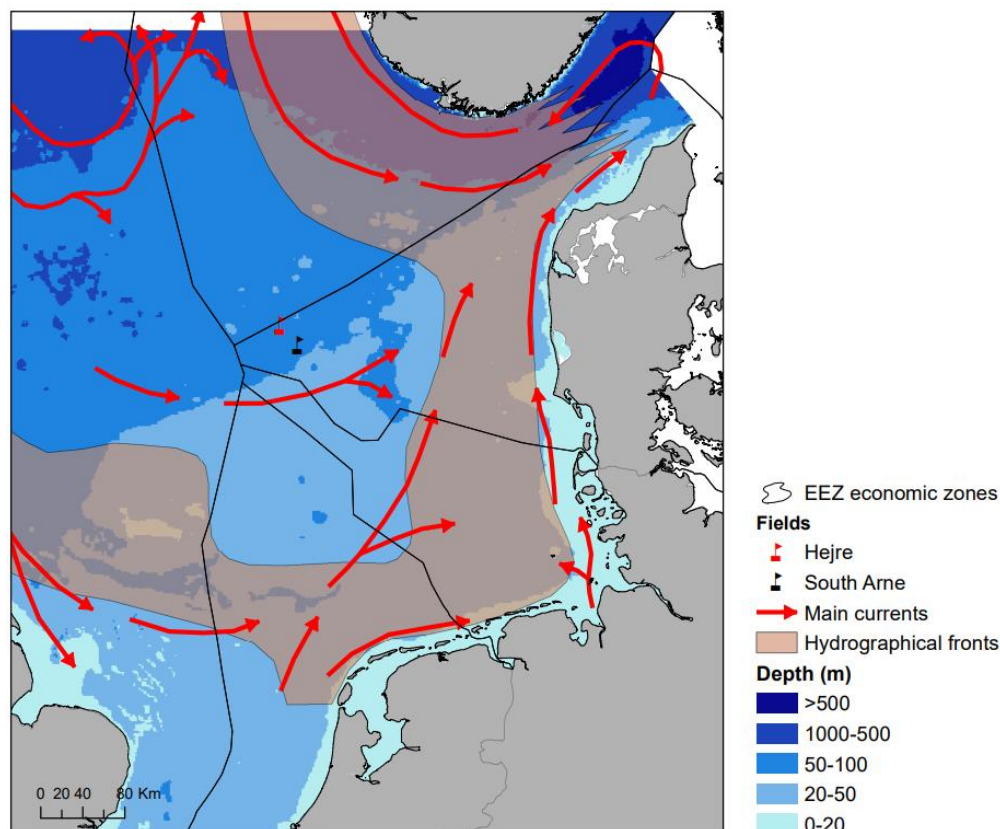 EEZ economic zones
Fields
Hejre
South Arne
Main currents
Hydrographical fronts
Depth (m)
>500
1000-500
50-100
20-50
0-20
0 20 40 80 Km